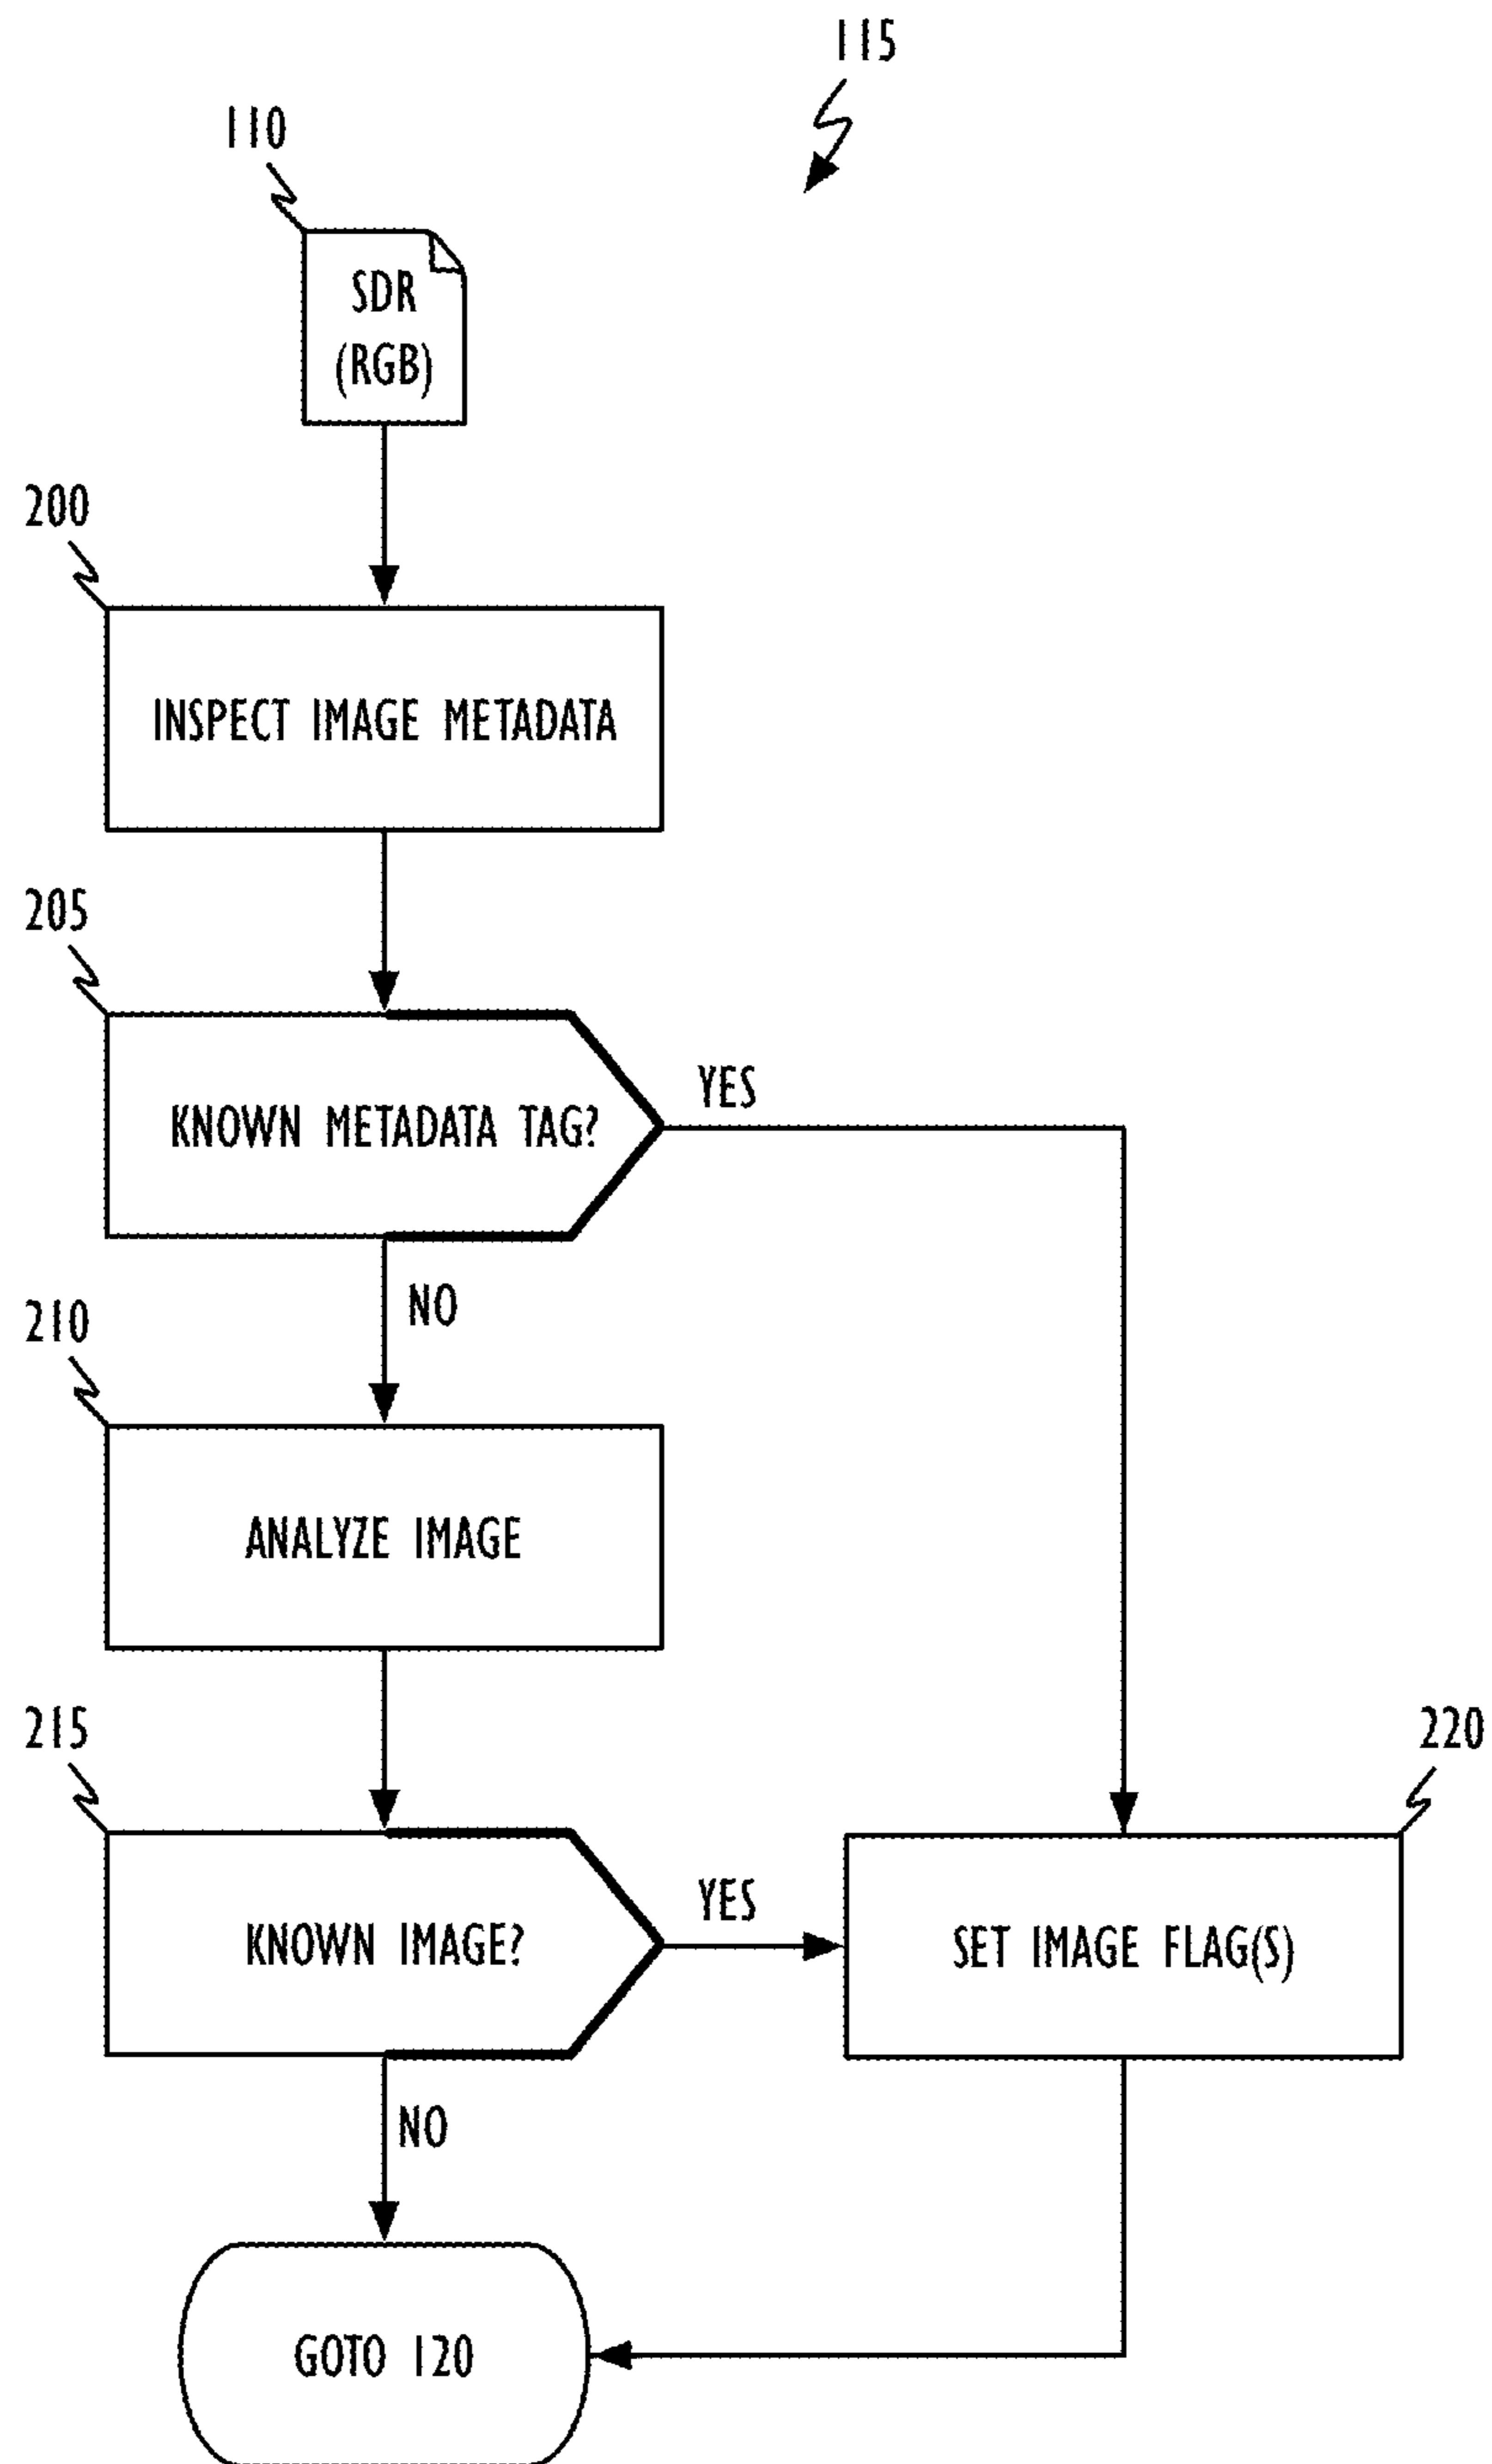 115
110
SDR
(RGB)
200
INSPECT IMAGE METADATA
205
KNOWN METADATA TAG?
YES
NO
210
ANALYZE IMAGE
215
220
KNOWN IMAGE?
YES
SET IMAGE FLAG(S)
NO
GOTO 120